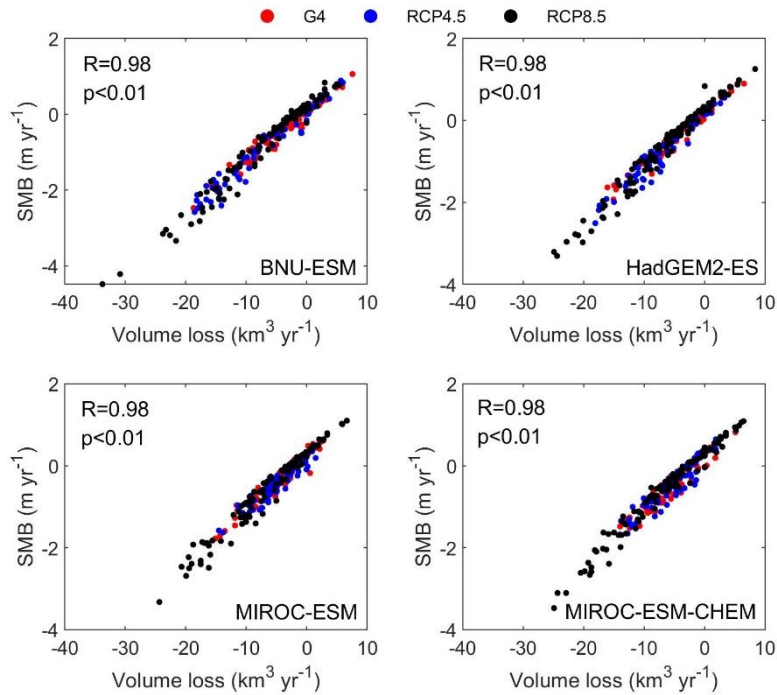 G4 RCP4.5 RCP8.5
2
0
-2
-4
SMB (m yr-1)
R=0.98
p<0.01
BNU-ESM
-40 -30 -20 -10 0 10
Volume loss (km3 yr-1)
2
0
-2
-4
SMB (m yr-1)
R=0.98
p<0.01
HadGEM2-ES
-40 -30 -20 -10 0 10
Volume loss (km3 yr-1)
2
0
-2
-4
SMB (m yr-1)
R=0.98
p<0.01
MIROC-ESM
-40 -30 -20 -10 0 10
Volume loss (km3 yr-1)
2
0
-2
-4
SMB (m yr-1)
R=0.98
p<0.01
MIROC-ESM-CHEM
-40 -30 -20 -10 0 10
Volume loss (km3 yr-1)